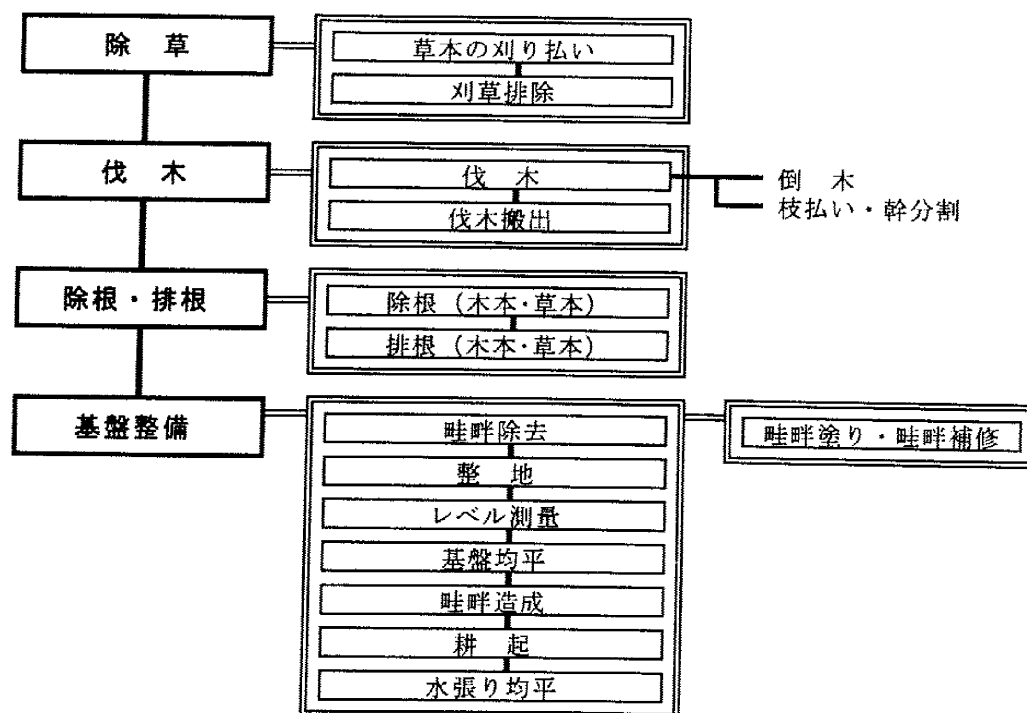 除 草
草本の刈り払い
刈草排除
伐 木
伐 木
倒 木
枝払い・幹分割
伐木搬出
除根・排根
除根（木本・草本）
排根（木本・草本）
基盤整備
畦畔除去
畦畔塗り・畦畔補修
整 地
レベル測量
基盤均平
畦畔造成
耕 起
水張り均平